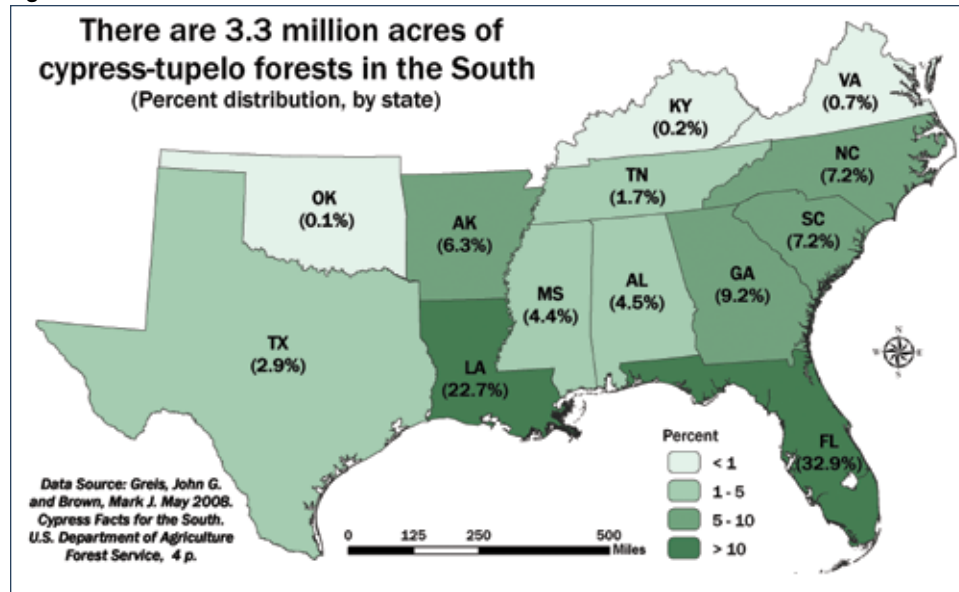 There are 3.3 million acres of
cypress-tupelo forests in the South
(Percent distribution, by state)
VA
(0.7%)
KY
(0.2%)
NC
(7.2%)
TN
(1.7%)
OK
(0.1%)
AK
(6.3%)
SC
(7.2%)
GA
(9.2%)
MS
(4.4%)
AL
(4.5%)
TX
(2.9%)
LA
(22.7%)
FL
(32.9%)
N
W E
S
Percent
< 1
1 - 5
5 - 10
> 10
Data Source: Greis, John G.
and Brown, Mark J. May 2008.
Cypress Facts for the South.
U.S. Department of Agriculture
Forest Service, 4 p.
0 125 250 500
Miles